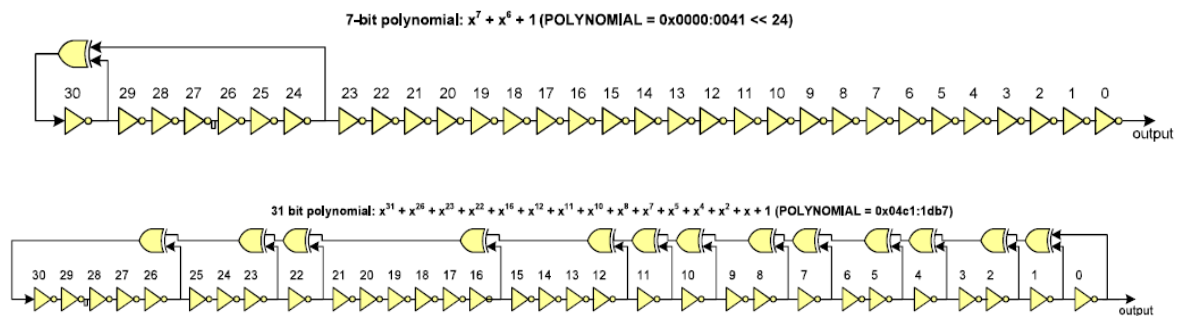 7-bit polynomial: x⁷ + x⁶ + 1 (POLYNOMIAL = 0x0000:0041 << 24)
30 29 28 27 26 25 24 23 22 21 20 19 18 17 16 15 14 13 12 11 10 9 8 7 6 5 4 3 2 1 0
output
31 bit polynomial: x³¹ + x²⁶ + x²³ + x²² + x¹⁶ + x¹² + x¹¹ + x¹⁰ + x⁸ + x⁷ + x⁵ + x⁴ + x² + x + 1 (POLYNOMIAL = 0x04c1:1db7)
30 29 28 27 26 25 24 23 22 21 20 19 18 17 16 15 14 13 12 11 10 9 8 7 6 5 4 3 2 1 0
output